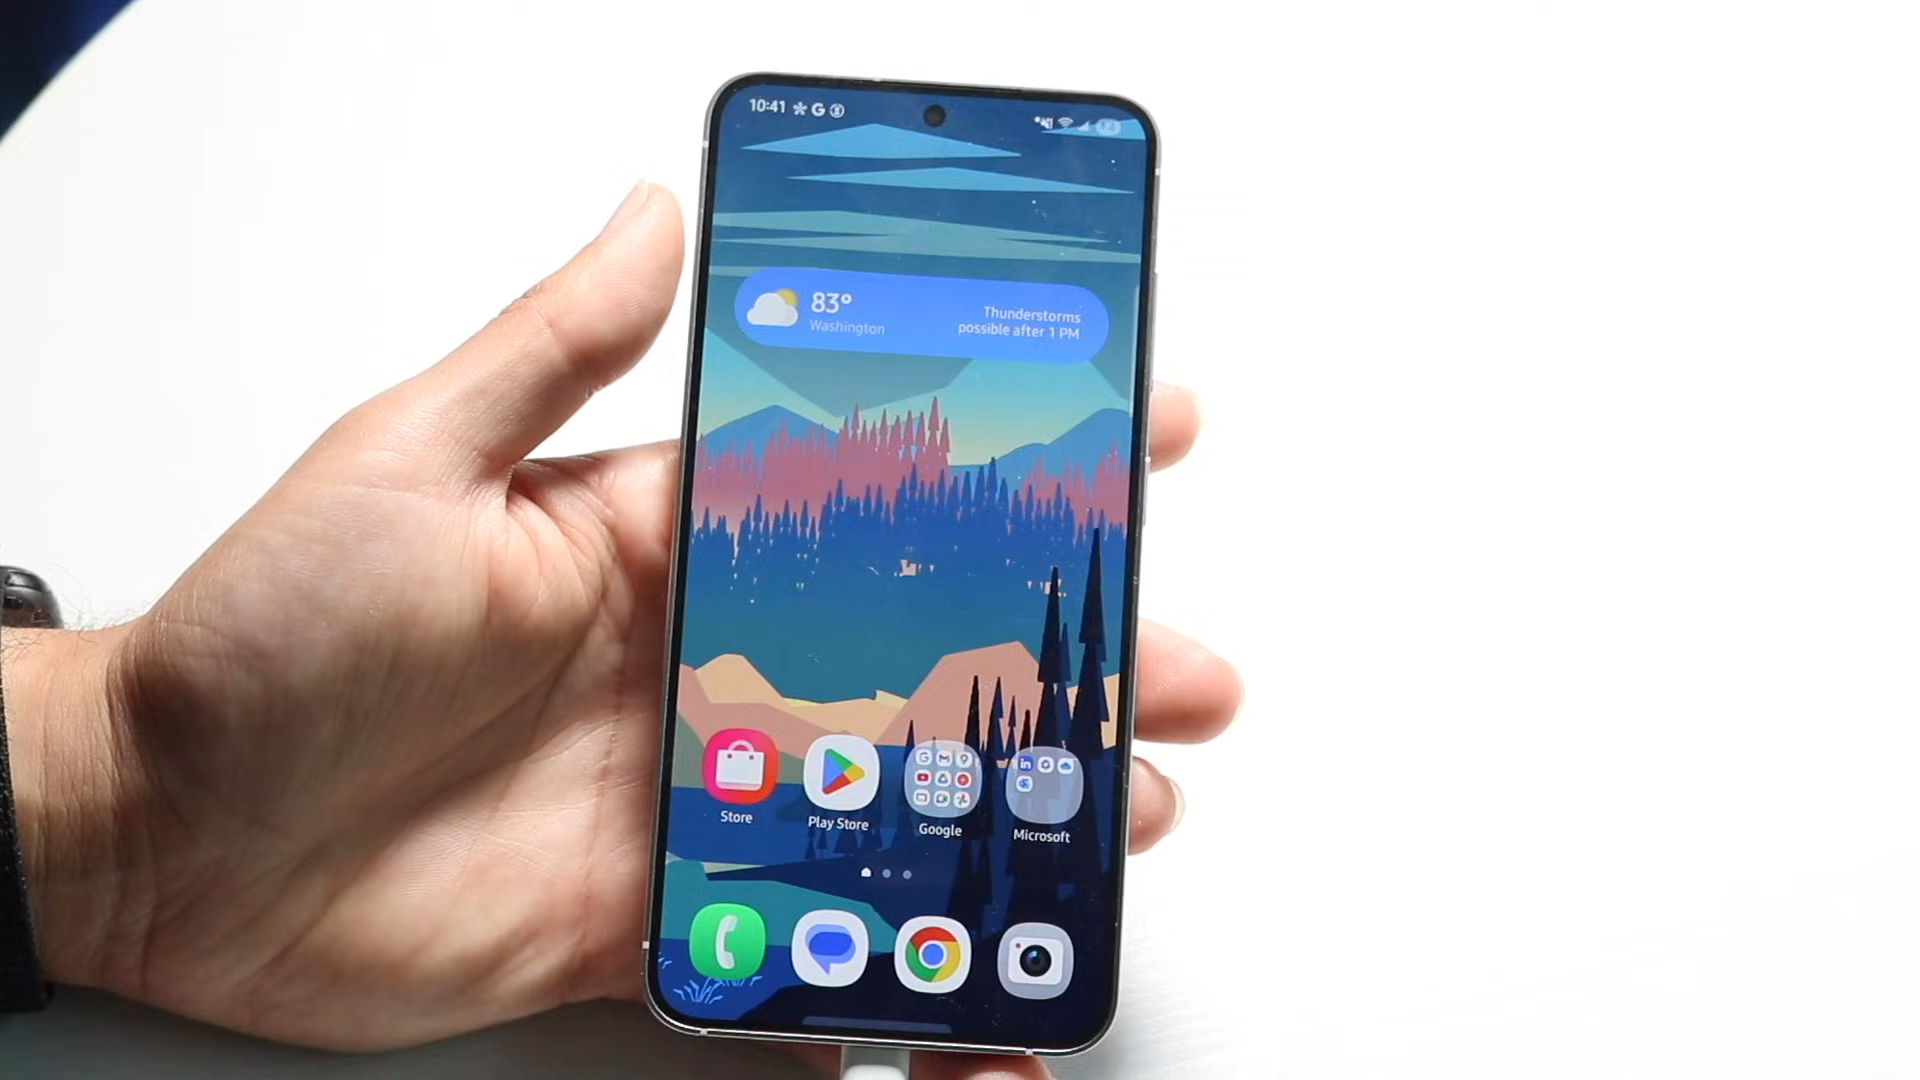 10:41
83°
Washington
Thunderstorms
possible after 1 PM
Store
Play Store
Google
Microsoft